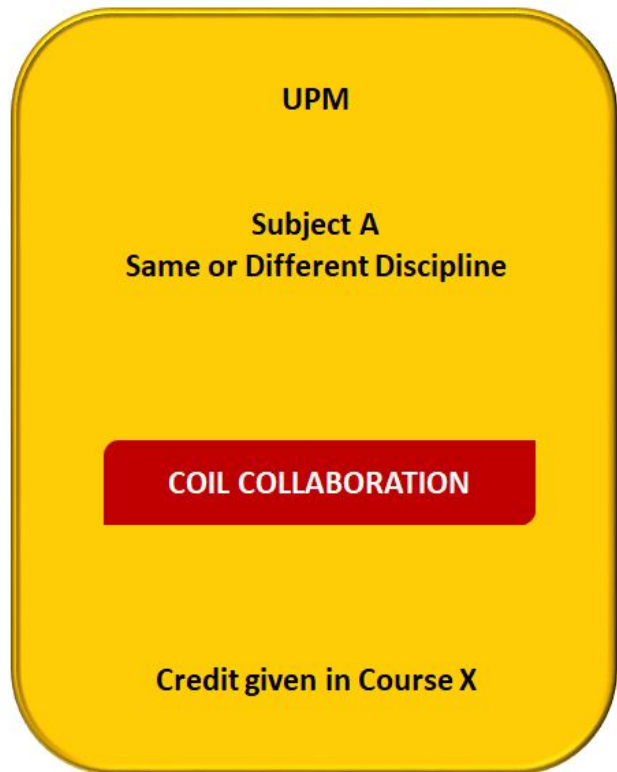 UPM
Subject A
Same or Different Discipline
COIL COLLABORATION
Credit given in Course X